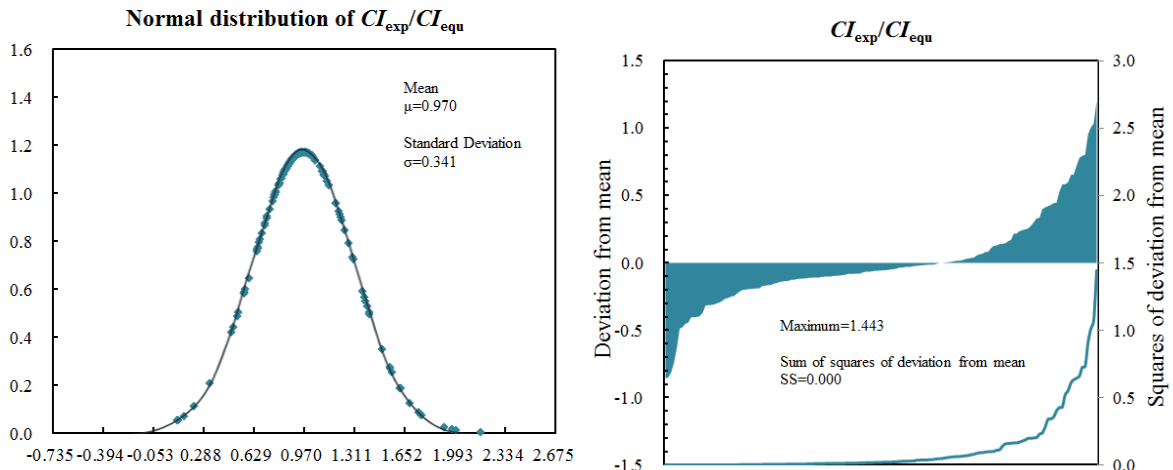 Normal distribution of CIexp/CIequ
1.6
1.4
1.2
1.0
0.8
0.6
0.4
0.2
0.0
Mean
μ=0.970
Standard Deviation
σ=0.341
-0.735 -0.394 -0.053 0.288 0.629 0.970 1.311 1.652 1.993 2.334 2.675
CIexp/CIequ
Deviation from mean
1.5
1.0
0.5
0.0
-0.5
-1.0
-1.5
Maximum=1.443
Sum of squares of deviation from mean
SS=0.000
3.0
2.5
2.0
1.5
1.0
0.5
0.0
Squares of deviation from mean